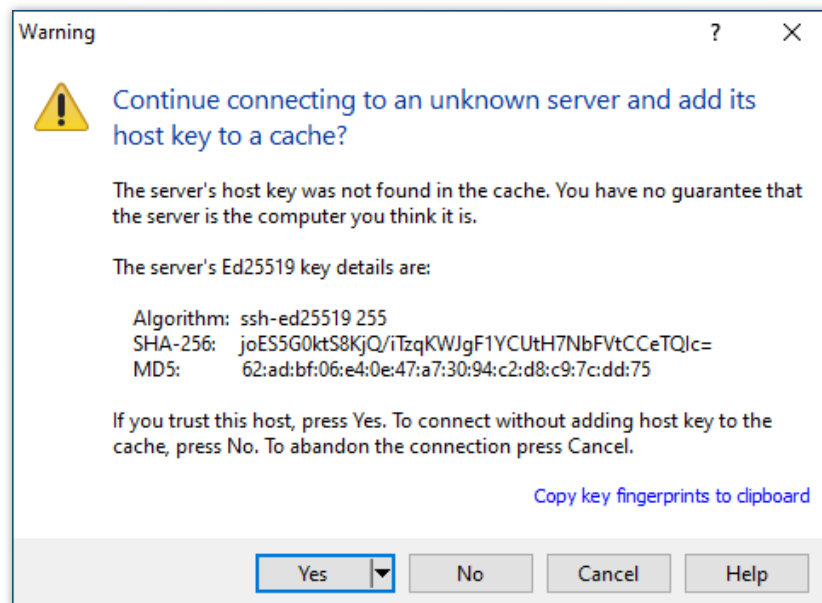 Warning
?
Continue connecting to an unknown server and add its
host key to a cache?
The server's host key was not found in the cache. You have no guarantee that
the server is the computer you think it is.
The server's Ed25519 key details are:
Algorithm: ssh-ed25519 255
SHA-256: joES5G0ktS8KjQ/iTzqKWJgF1YCUtH7NbFVtCCeTQIc=
MD5: 62:ad:bf:06:e4:0e:47:a7:30:94:c2:d8:c9:7c:dd:75
If you trust this host, press Yes. To connect without adding host key to the
cache, press No. To abandon the connection press Cancel.
Copy key fingerprints to clipboard
Yes
No
Cancel
Help